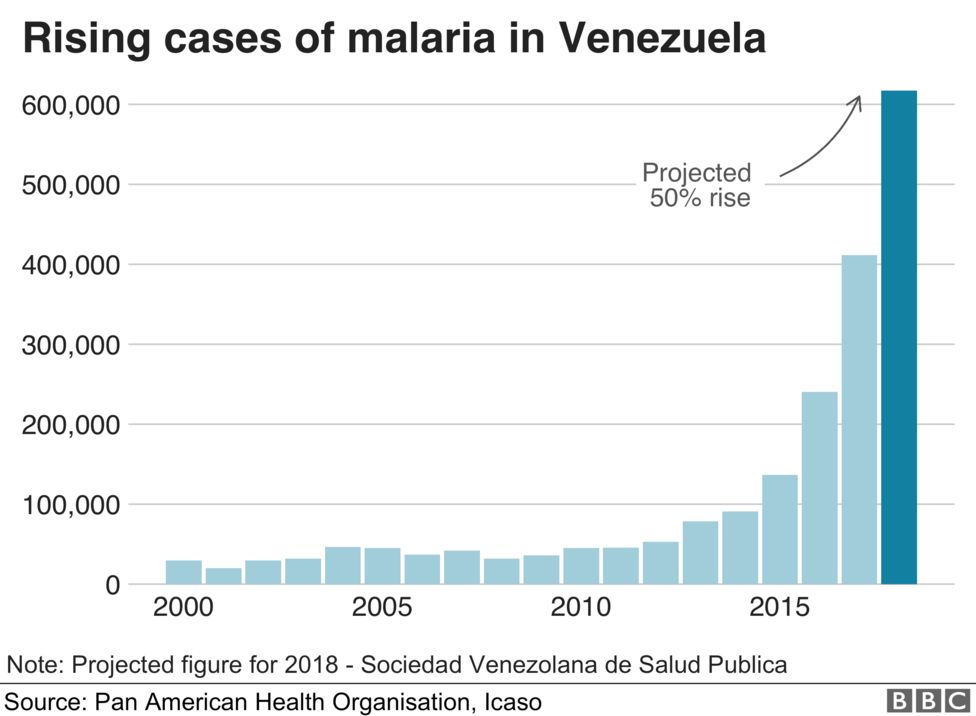 Rising cases of malaria in Venezuela
600,000
500,000
400,000
300,000
200,000
100,000
0
Projected
50% rise
2000
2005
2010
2015
Note: Projected figure for 2018 - Sociedad Venezolana de Salud Publica
Source: Pan American Health Organisation, Icaso
BBC